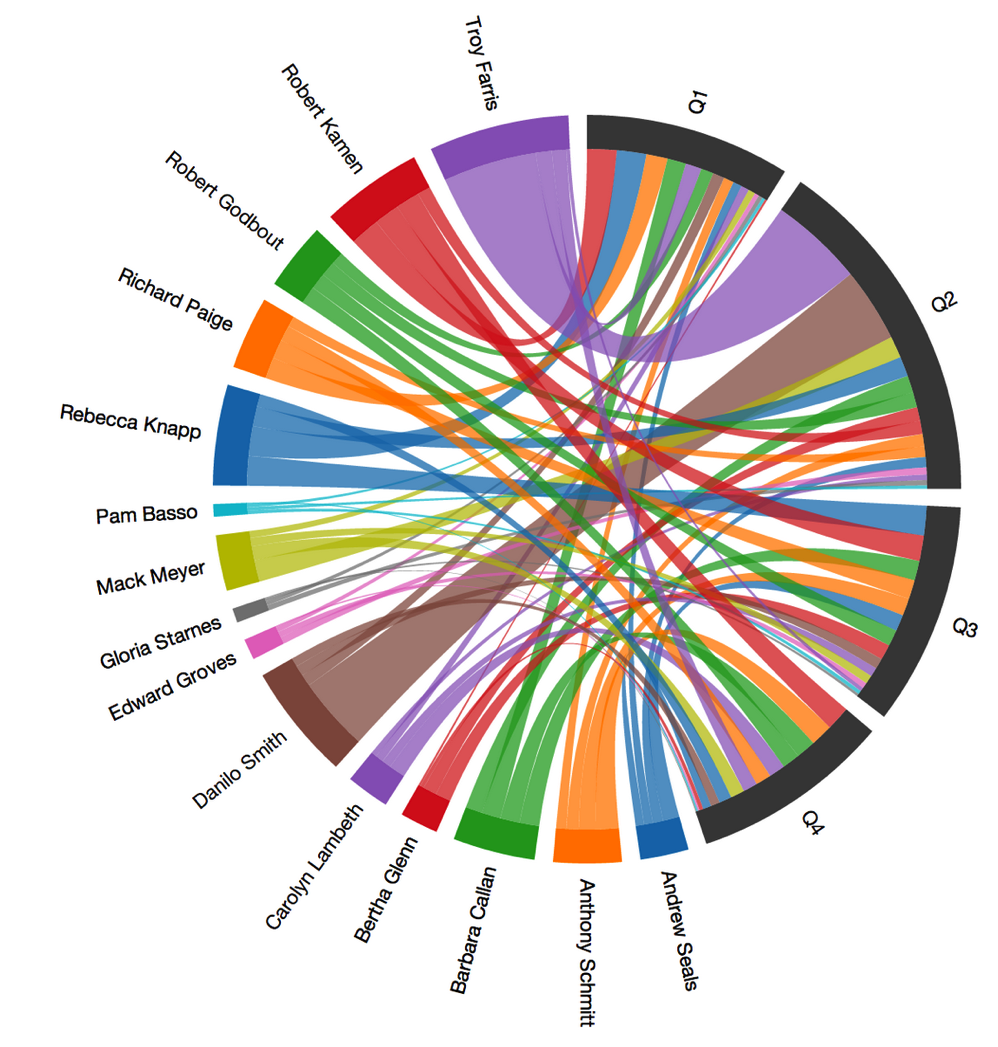 Troy Farris
Q1
Robert Kamen
Robert Godbout
Q2
Richard Paige
Rebecca Knapp
Pam Basso
Mack Meyer
Gloria Starnes
Q3
Edward Groves
Danilo Smith
Q4
Carolyn Lambeth
Bertha Glenn
Barbara Callan
Anthony Schmitt
Andrew Seals